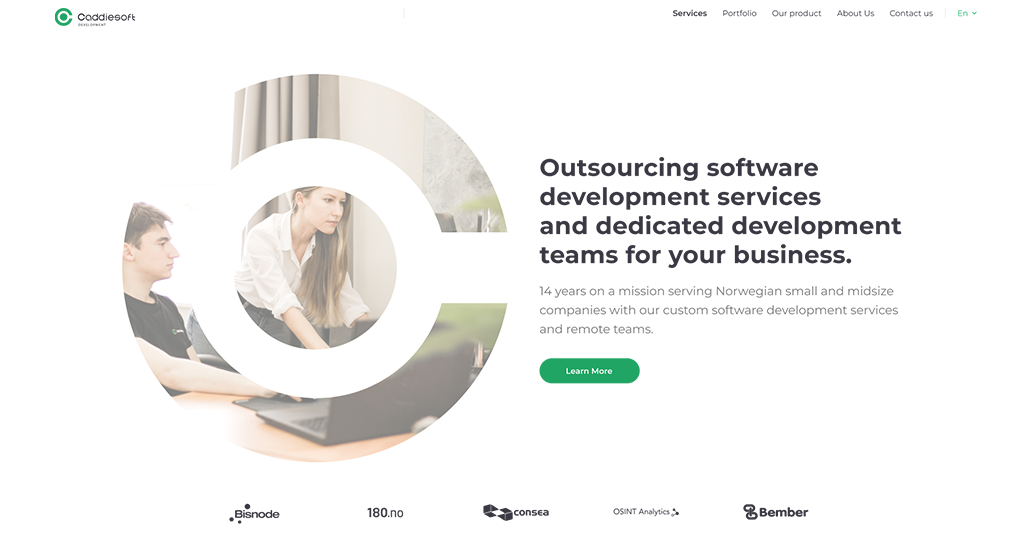 Caddiesoft
DEVELOPMENT
Services Portfolio Our product About Us Contact us En
Outsourcing software
development services
and dedicated development
teams for your business.
14 years on a mission serving Norwegian small and midsize
companies with our custom software development services
and remote teams.
Learn More
Bisnode 180.no consea OSINT Analytics Bember